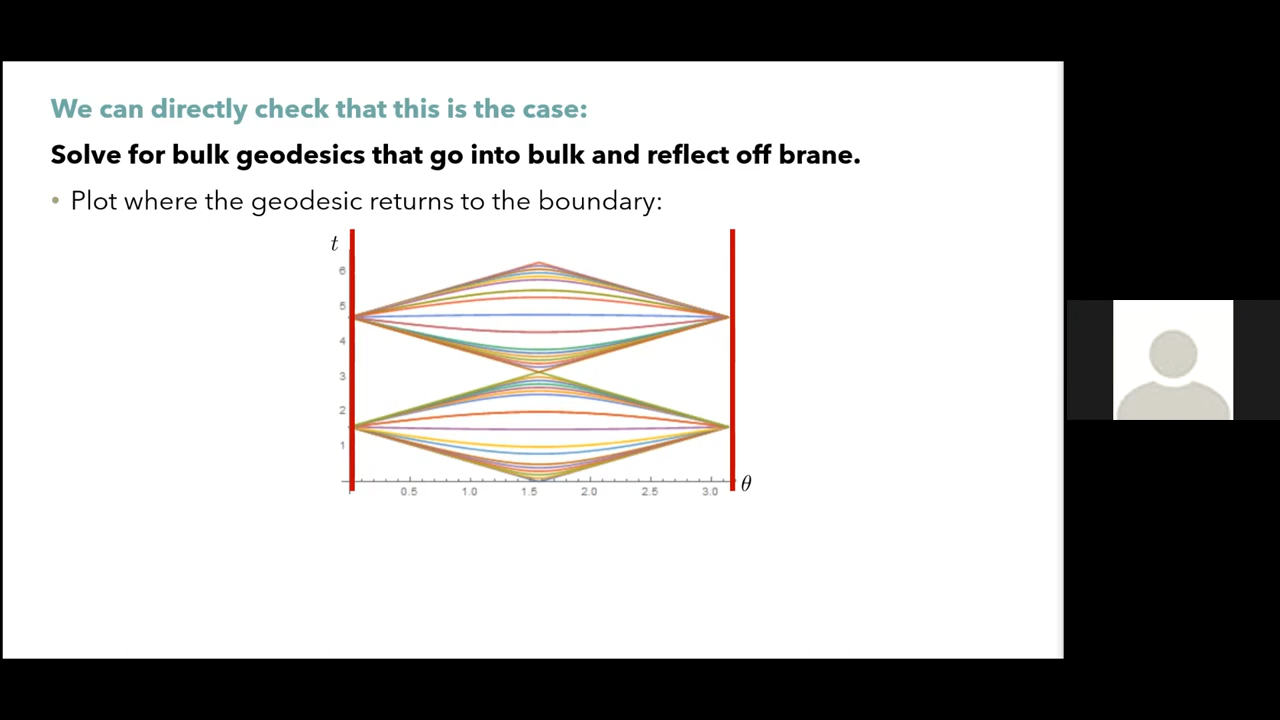 We can directly check that this is the case:
Solve for bulk geodesics that go into bulk and reflect off brane.
• Plot where the geodesic returns to the boundary:
t
6
5
4
3
2
1
0.5 1.0 1.5 2.0 2.5 3.0 θ